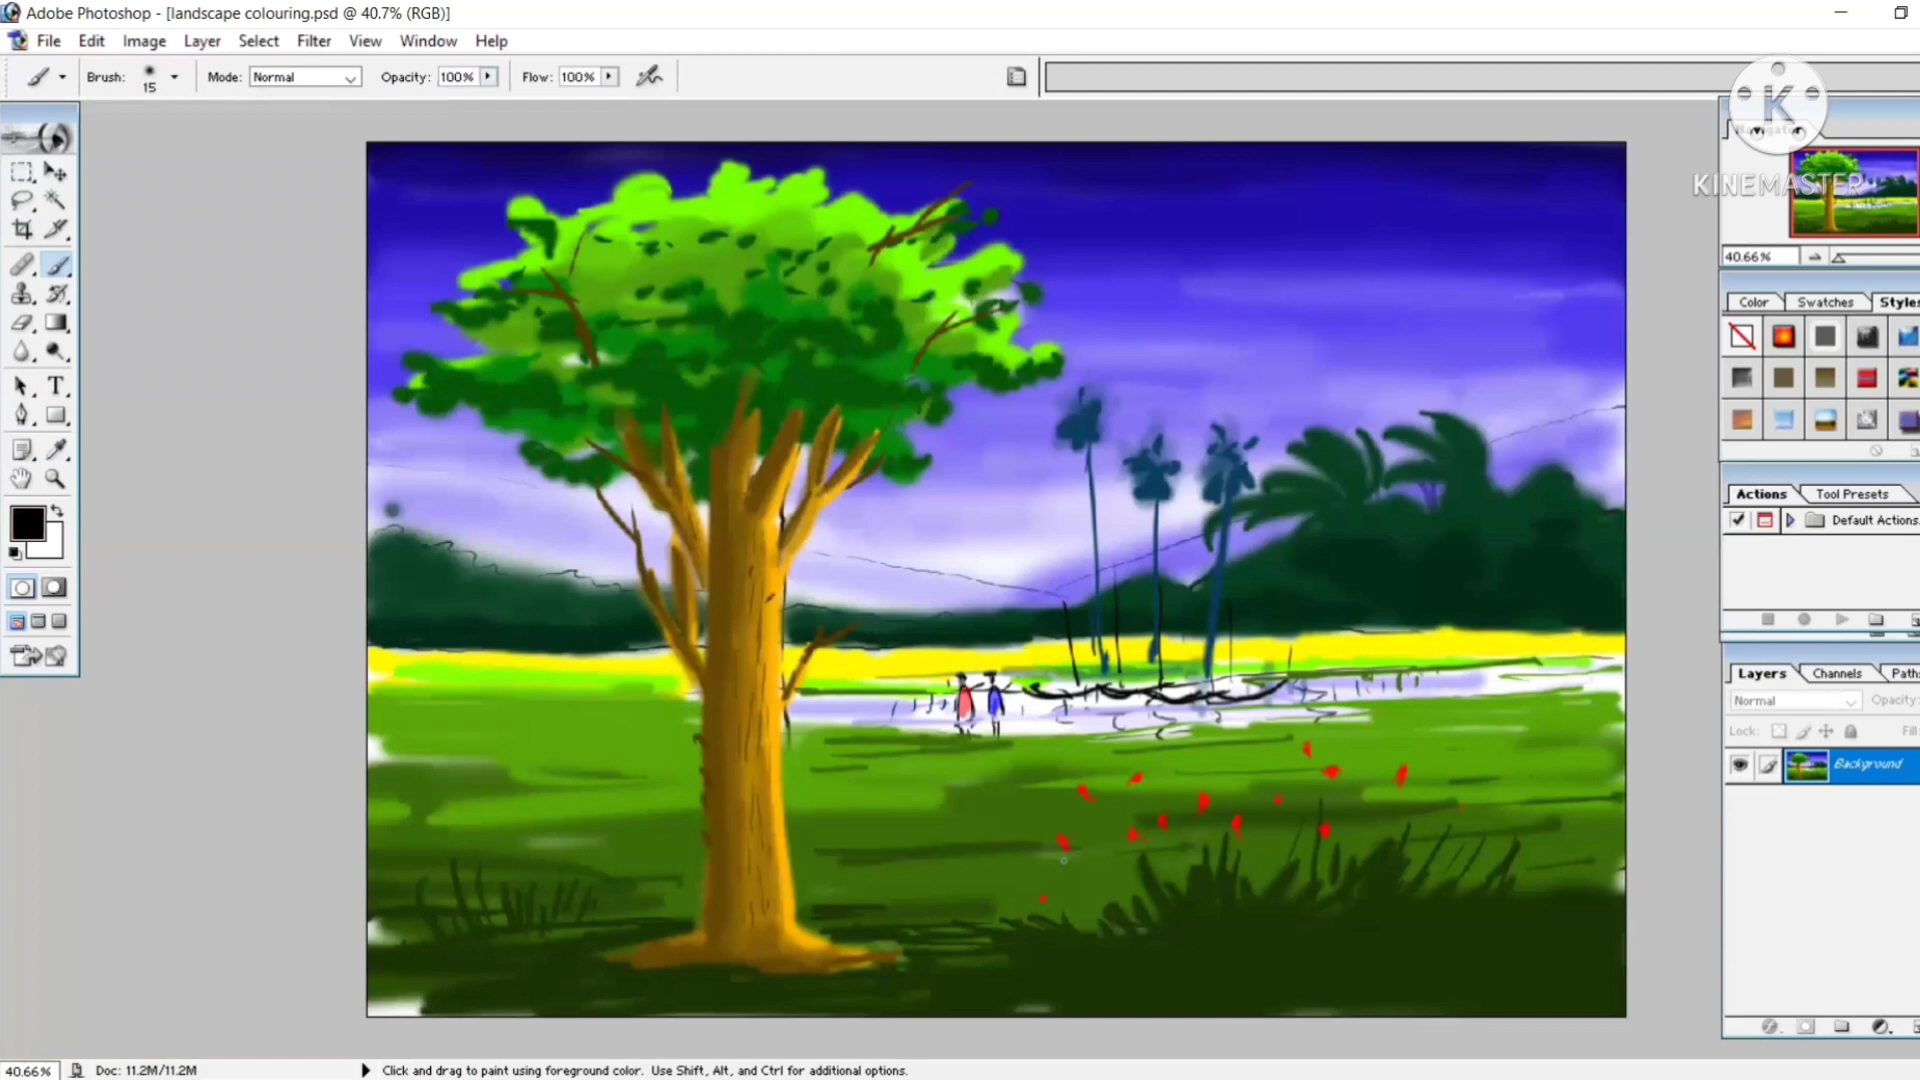 Adobe Photoshop - [landscape colouring.psd @ 40.7% (RGB)]
File Edit Image Layer Select Filter View Window Help
Brush: 15 Mode: Normal Opacity: 100% Flow: 100%
K
Navigator
KINEMASTER
40.66%
Color Swatches Styles
T
Actions Tool Presets
Default Actions.
Layers Channels Paths
Normal Opacity:
Lock: Fill:
Background
40.66% Doc: 11.2M/11.2M Click and drag to paint using foreground color. Use Shift, Alt, and Ctrl for additional options.